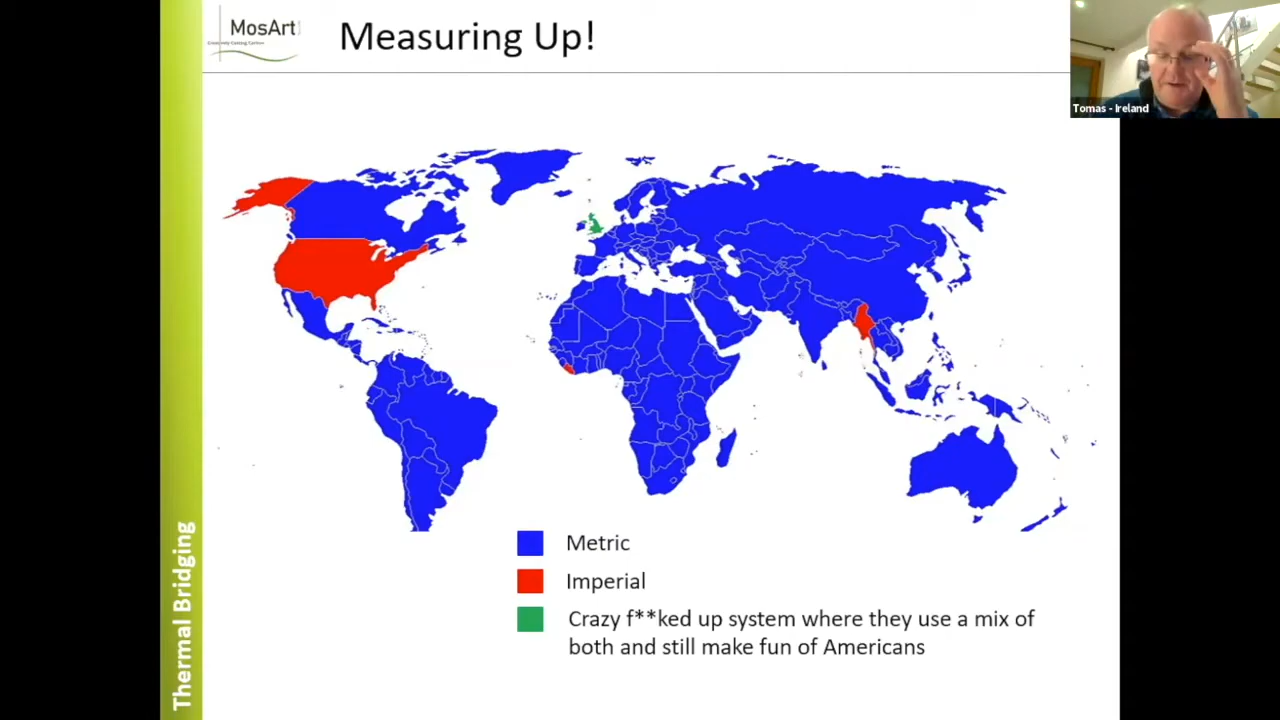 MosArt
Measuring Up!
Tomas - Ireland
Metric
Imperial
Crazy f**ked up system where they use a mix of
both and still make fun of Americans
Thermal Bridging